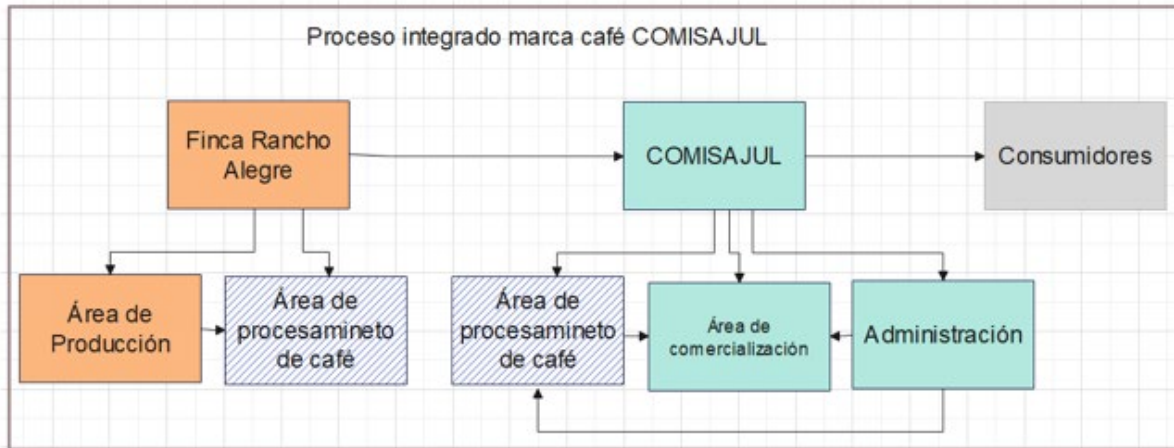 Proceso integrado marca café COMISAJUL
Finca Rancho
Alegre
COMISAJUL
Consumidores
Área de
Producción
Área de
procesamineto
de café
Área de
procesamineto
de café
Área de
comercialización
Administración